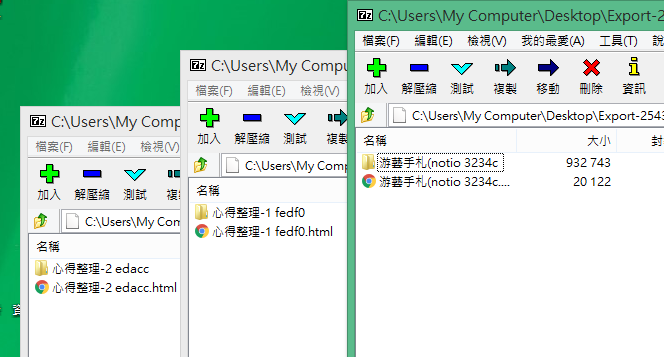 C:\Users\My Computer\Desktop\Export-2543
檔案(F) 編輯(E) 檢視(V) 我的最愛(A) 工具(T) 說
加入 解壓縮 測試 複製 移動 刪除 資訊
C:\Users\My Computer\Desktop\Export-2543
名稱 大小 封
游藝手札(notio 3234c 932 743
游藝手札(notio 3234c.... 20 122
C:\Users\My Compu
檔案(F) 編輯(E) 檢視(V)
加入 解壓縮 測試 複製
C:\Users\My Compu
名稱
心得整理-1 fedf0
心得整理-1 fedf0.html
C:\Users\My Comp
檔案(F) 編輯(E) 檢視(V)
加入 解壓縮 測試 複
C:\Users\My Com
名稱
心得整理-2 edacc
心得整理-2 edacc.html
資